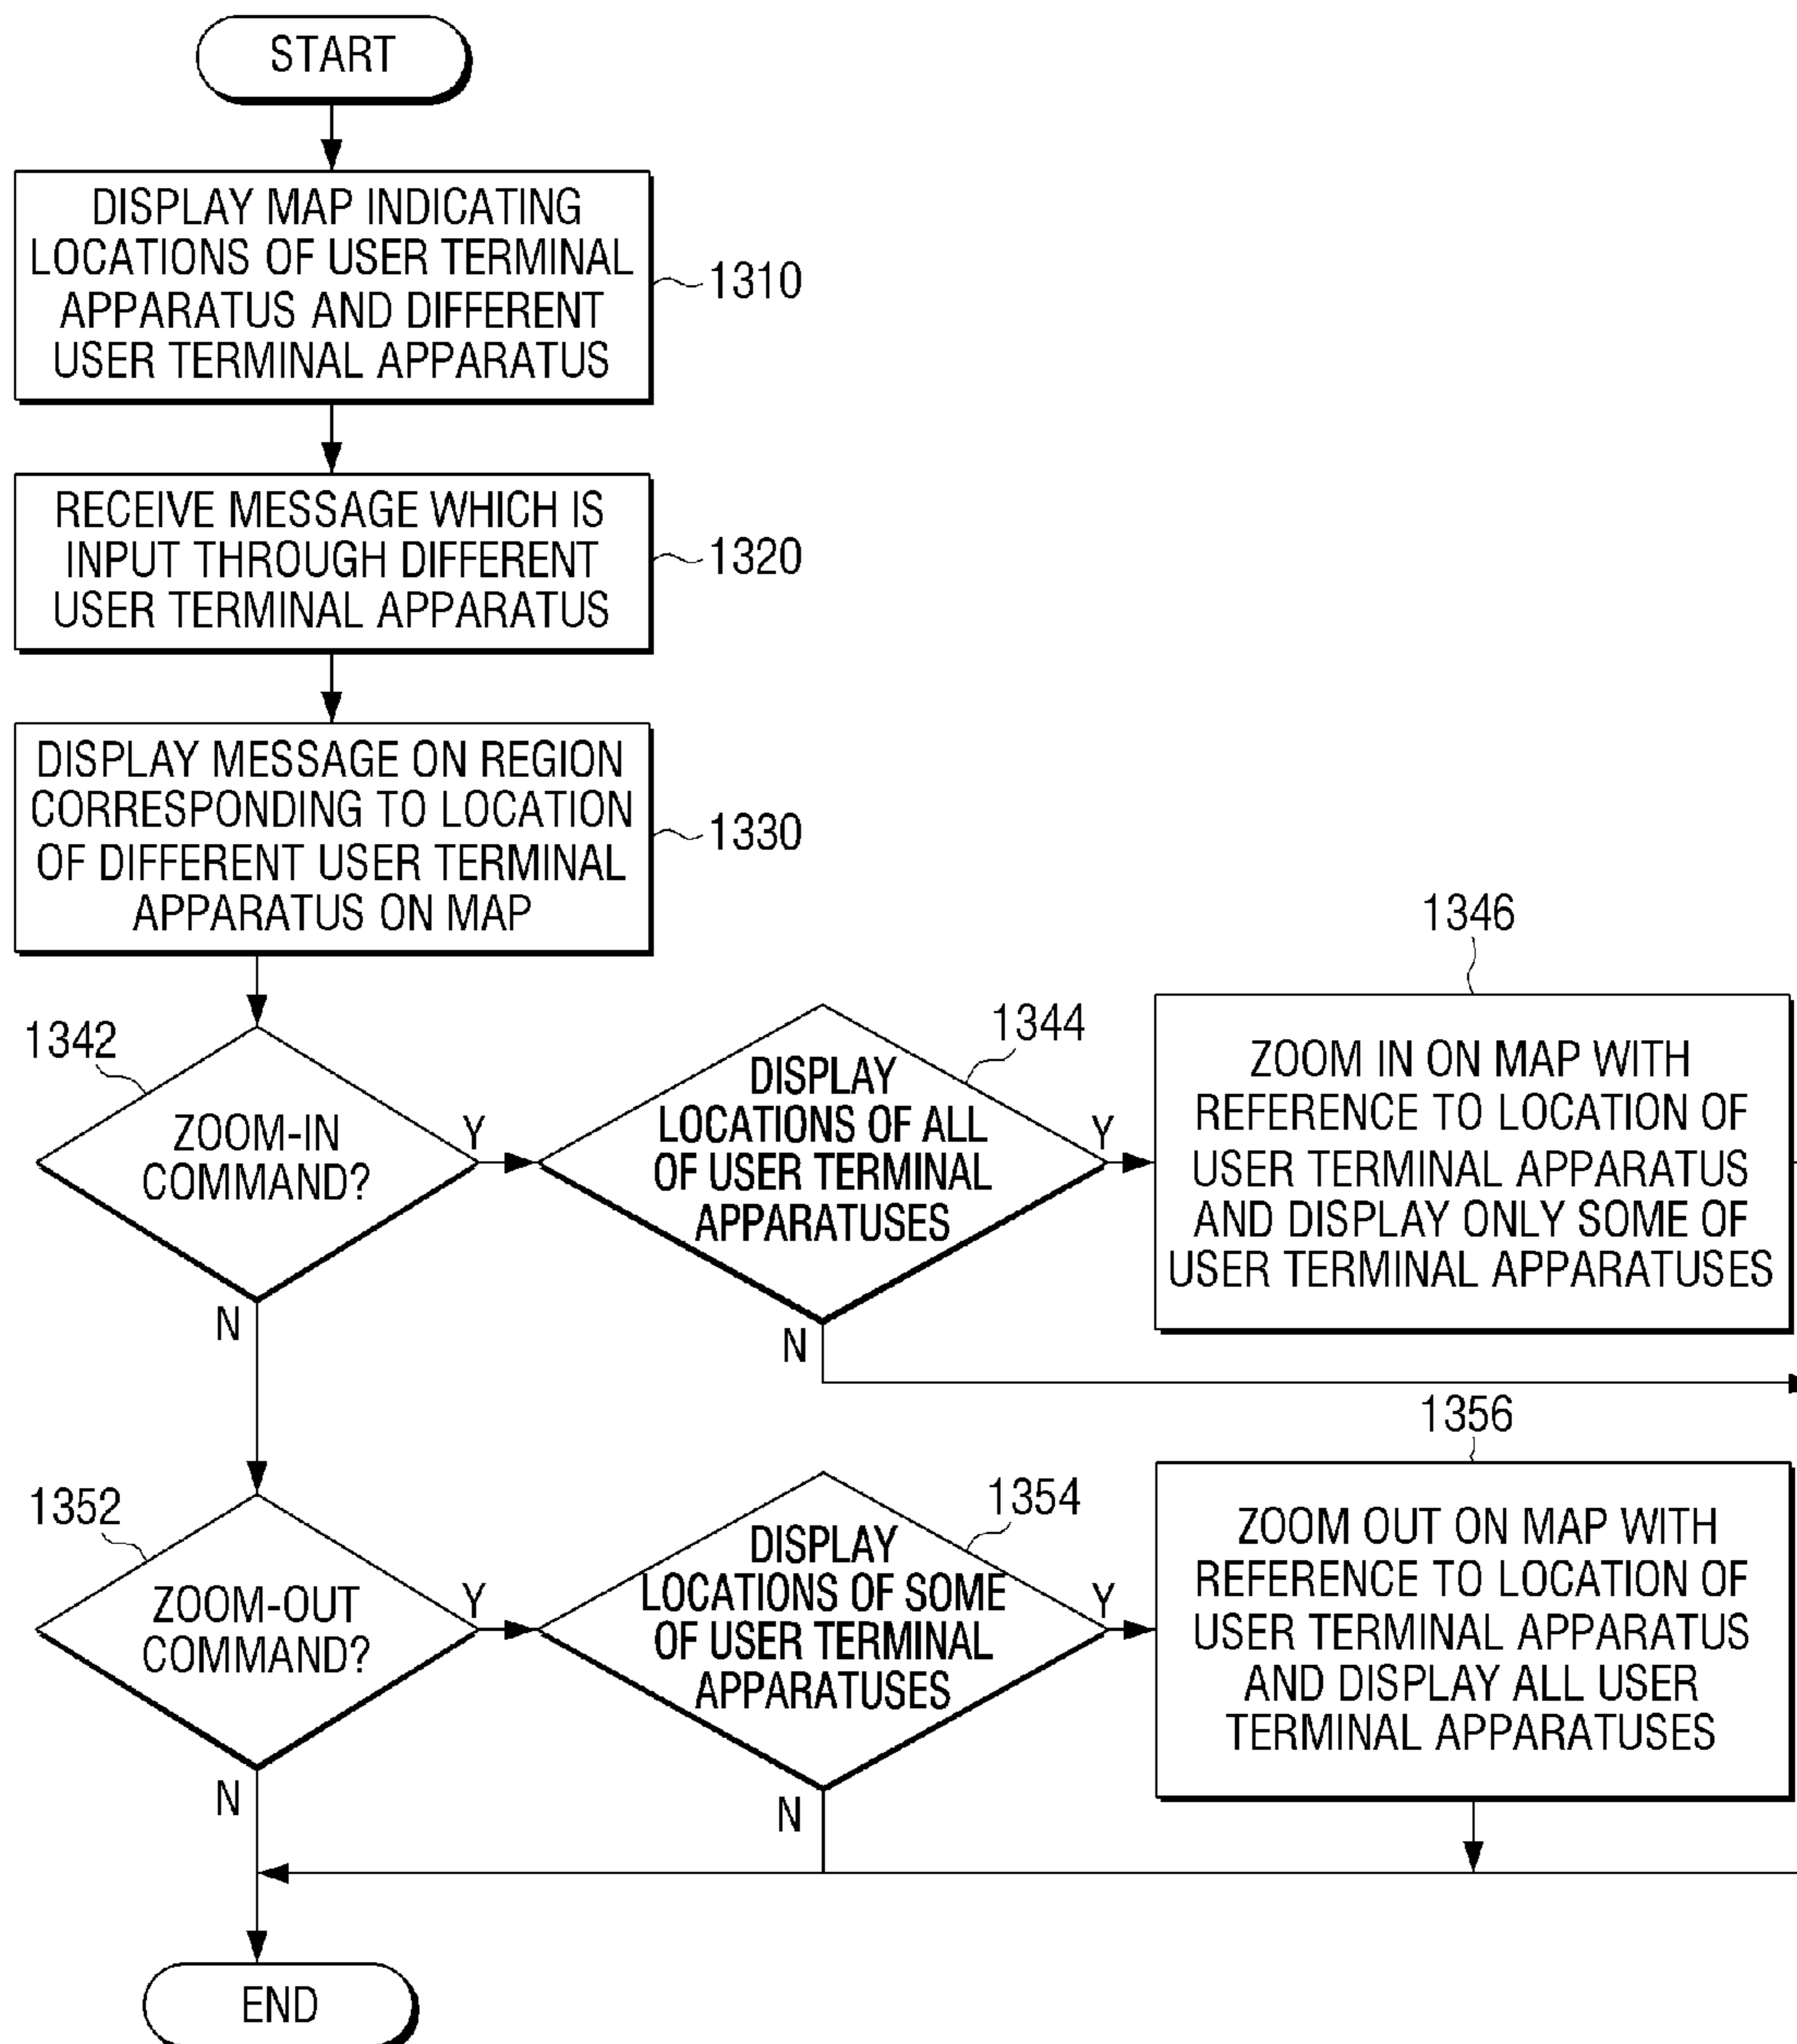 START
DISPLAY MAP INDICATING
LOCATIONS OF USER TERMINAL
APPARATUS AND DIFFERENT
USER TERMINAL APPARATUS
1310
RECEIVE MESSAGE WHICH IS
INPUT THROUGH DIFFERENT
USER TERMINAL APPARATUS
1320
DISPLAY MESSAGE ON REGION
CORRESPONDING TO LOCATION
OF DIFFERENT USER TERMINAL
APPARATUS ON MAP
1330
1342
ZOOM-IN
COMMAND?
Y
N
1344
DISPLAY
LOCATIONS OF ALL
OF USER TERMINAL
APPARATUSES
Y
N
1346
ZOOM IN ON MAP WITH
REFERENCE TO LOCATION OF
USER TERMINAL APPARATUS
AND DISPLAY ONLY SOME OF
USER TERMINAL APPARATUSES
1352
ZOOM-OUT
COMMAND?
Y
N
1354
DISPLAY
LOCATIONS OF SOME
OF USER TERMINAL
APPARATUSES
Y
N
1356
ZOOM OUT ON MAP WITH
REFERENCE TO LOCATION OF
USER TERMINAL APPARATUS
AND DISPLAY ALL USER
TERMINAL APPARATUSES
END